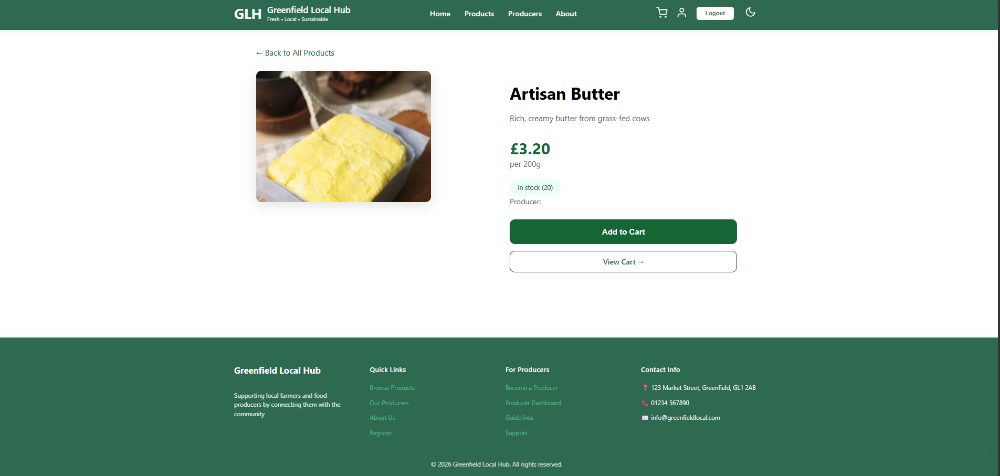 GLH
Greenfield Local Hub
Fresh • Local • Sustainable
Home
Products
Producers
About
Logout
← Back to All Products
Artisan Butter
Rich, creamy butter from grass-fed cows
£3.20
per 200g
In stock (20)
Producer:
Add to Cart
View Cart →
Greenfield Local Hub
Supporting local farmers and food
producers by connecting them with the
community
Quick Links
Browse Products
Our Producers
About Us
Register
For Producers
Become a Producer
Producer Dashboard
Guidelines
Support
Contact Info
📍 123 Market Street, Greenfield, GL1 2AB
📞 01234 567890
✉️ info@greenfieldlocal.com
© 2026 Greenfield Local Hub. All rights reserved.